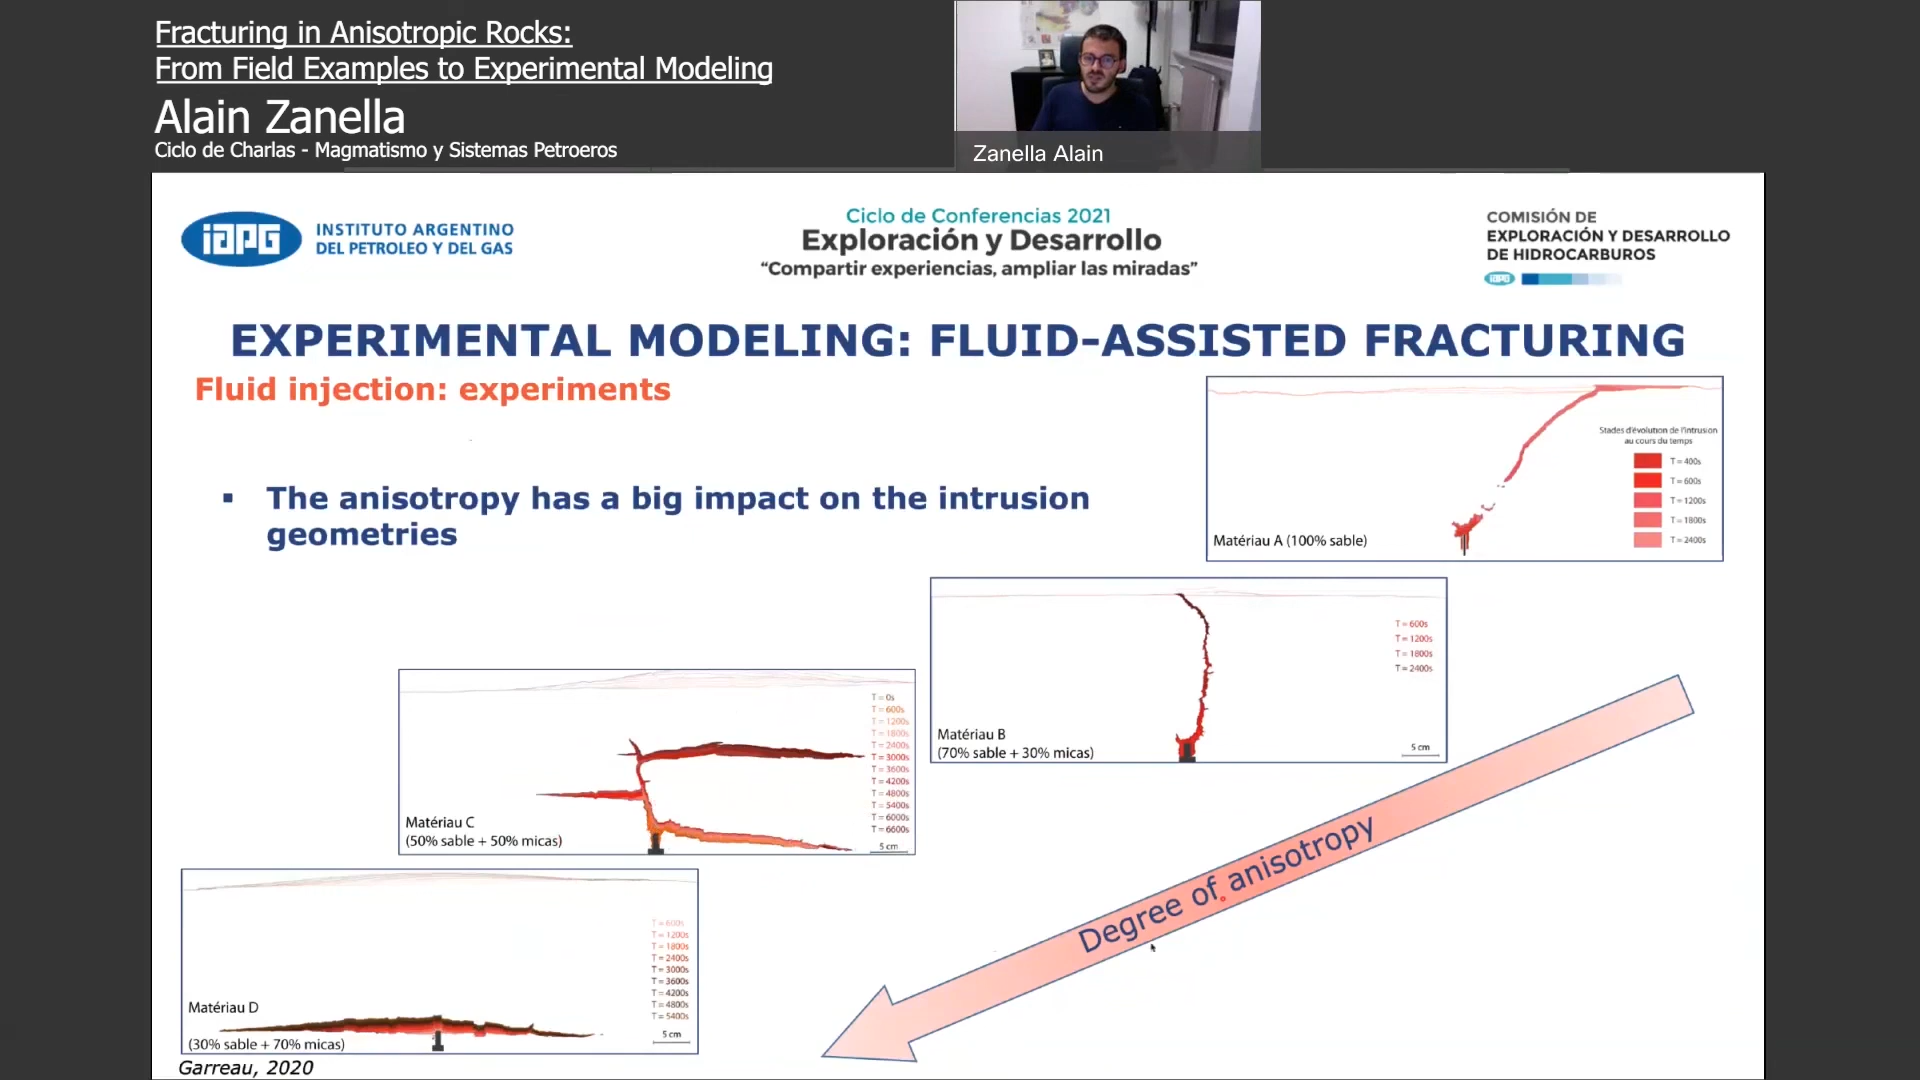 Fracturing in Anisotropic Rocks:
From Field Examples to Experimental Modeling
Alain Zanella
Ciclo de Charlas - Magmatismo y Sistemas Petroeros
Zanella Alain
iAPG
INSTITUTO ARGENTINO
DEL PETROLEO Y DEL GAS
Ciclo de Conferencias 2021
Exploración y Desarrollo
“Compartir experiencias, ampliar las miradas”
COMISIÓN DE
EXPLORACIÓN Y DESARROLLO
DE HIDROCARBUROS
iAPG
EXPERIMENTAL MODELING: FLUID-ASSISTED FRACTURING
Fluid injection: experiments
▪ The anisotropy has a big impact on the intrusion
geometries
Stades d'évolution de l'intrusion
au cours du temps
T = 400s
T = 600s
T = 1200s
T = 1800s
T = 2400s
Matériau A (100% sable)
T = 600s
T = 1200s
T = 1800s
T = 2400s
Matériau B
(70% sable + 30% micas)
5 cm
T = 0s
T = 600s
T = 1200s
T = 1800s
T = 2400s
T = 3000s
T = 3600s
T = 4200s
T = 4800s
T = 5400s
T = 6000s
T = 6600s
Matériau C
(50% sable + 50% micas)
5 cm
T = 600s
T = 1200s
T = 1800s
T = 2400s
T = 3000s
T = 3600s
T = 4200s
T = 4800s
T = 5400s
Matériau D
(30% sable + 70% micas)
5 cm
Degree of anisotropy
Garreau, 2020